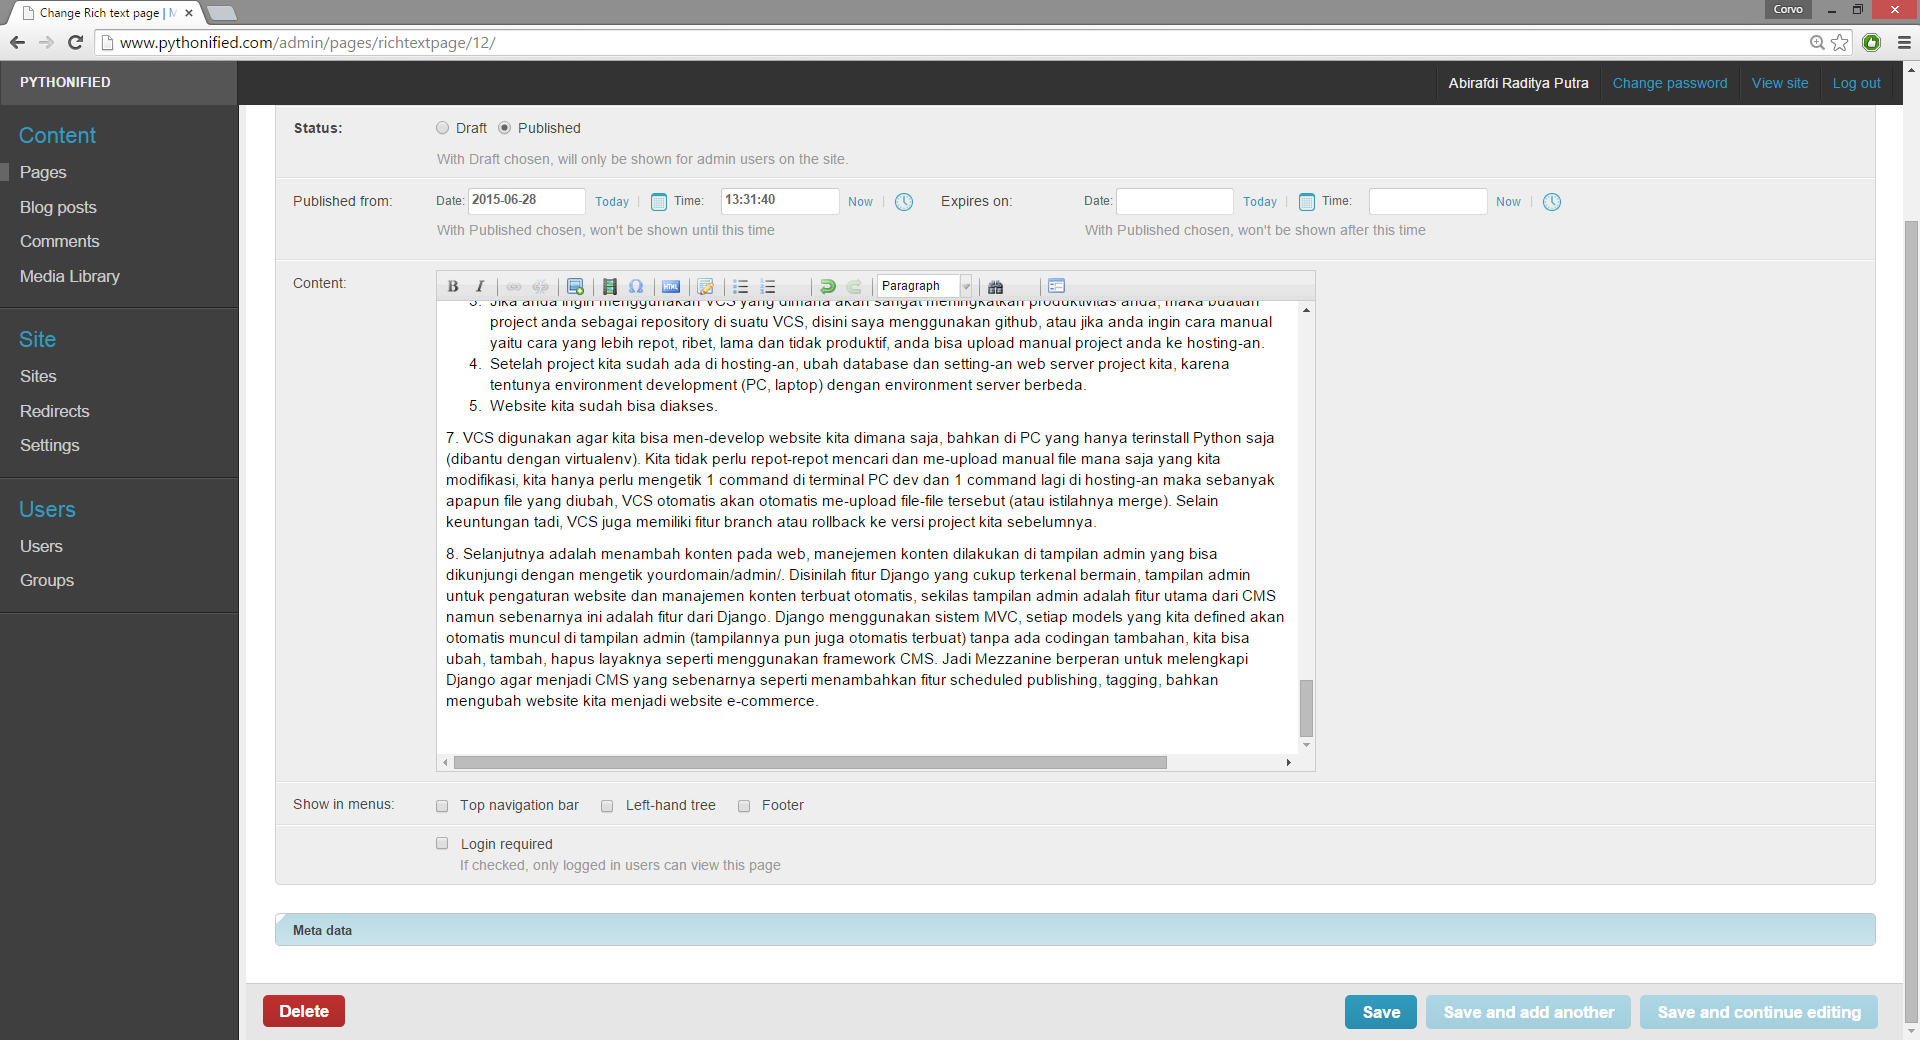 Change Rich text page | M
Corvo
www.pythonified.com/admin/pages/richtextpage/12/
PYTHONIFIED
Abirafdi Raditya Putra Change password View site Log out
Content
Pages
Blog posts
Comments
Media Library
Site
Sites
Redirects
Settings
Users
Users
Groups
Status: Draft Published
With Draft chosen, will only be shown for admin users on the site.
Published from: Date: 2015-06-28 Today Time: 13:31:40 Now Expires on: Date: Today Time: Now
With Published chosen, won't be shown until this time With Published chosen, won't be shown after this time
Content:
B I HTML Paragraph
3. Jika anda ingin menggunakan VCS yang dimana akan sangat meningkatkan produktivitas anda, maka buatlah
project anda sebagai repository di suatu VCS, disini saya menggunakan github, atau jika anda ingin cara manual
yaitu cara yang lebih repot, ribet, lama dan tidak produktif, anda bisa upload manual project anda ke hosting-an.
4. Setelah project kita sudah ada di hosting-an, ubah database dan setting-an web server project kita, karena
tentunya environment development (PC, laptop) dengan environment server berbeda.
5. Website kita sudah bisa diakses.
7. VCS digunakan agar kita bisa men-develop website kita dimana saja, bahkan di PC yang hanya terinstall Python saja
(dibantu dengan virtualenv). Kita tidak perlu repot-repot mencari dan me-upload manual file mana saja yang kita
modifikasi, kita hanya perlu mengetik 1 command di terminal PC dev dan 1 command lagi di hosting-an maka sebanyak
apapun file yang diubah, VCS otomatis akan otomatis me-upload file-file tersebut (atau istilahnya merge). Selain
keuntungan tadi, VCS juga memiliki fitur branch atau rollback ke versi project kita sebelumnya.
8. Selanjutnya adalah menambah konten pada web, manejemen konten dilakukan di tampilan admin yang bisa
dikunjungi dengan mengetik yourdomain/admin/. Disinilah fitur Django yang cukup terkenal bermain, tampilan admin
untuk pengaturan website dan manajemen konten terbuat otomatis, sekilas tampilan admin adalah fitur utama dari CMS
namun sebenarnya ini adalah fitur dari Django. Django menggunakan sistem MVC, setiap models yang kita defined akan
otomatis muncul di tampilan admin (tampilannya pun juga otomatis terbuat) tanpa ada codingan tambahan, kita bisa
ubah, tambah, hapus layaknya seperti menggunakan framework CMS. Jadi Mezzanine berperan untuk melengkapi
Django agar menjadi CMS yang sebenarnya seperti menambahkan fitur scheduled publishing, tagging, bahkan
mengubah website kita menjadi website e-commerce.
Show in menus: Top navigation bar Left-hand tree Footer
Login required
If checked, only logged in users can view this page
Meta data
Delete Save Save and add another Save and continue editing